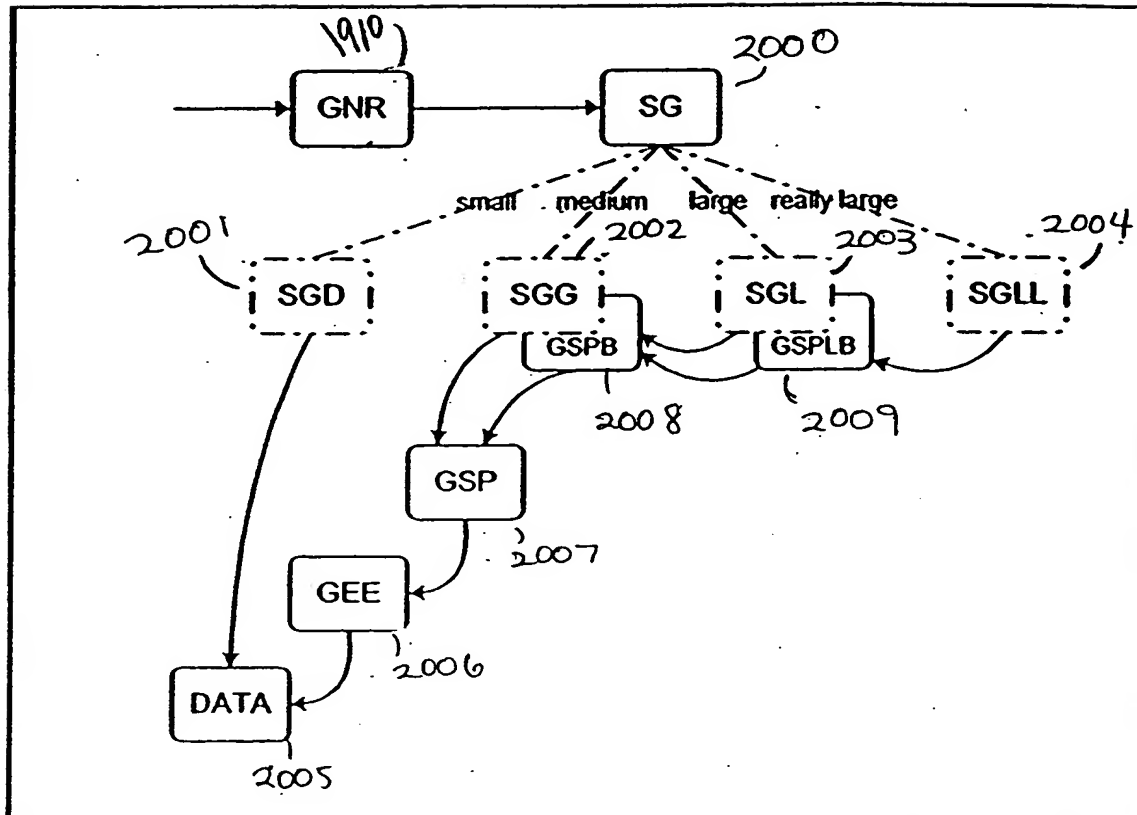 1910
2000
GNR
SG
small medium large really large
2001
2002
2003
2004
SGD
SGG
SGL
SGLL
GSPB
GSPLB
2008
2009
GSP
2007
GEE
2006
DATA
2005